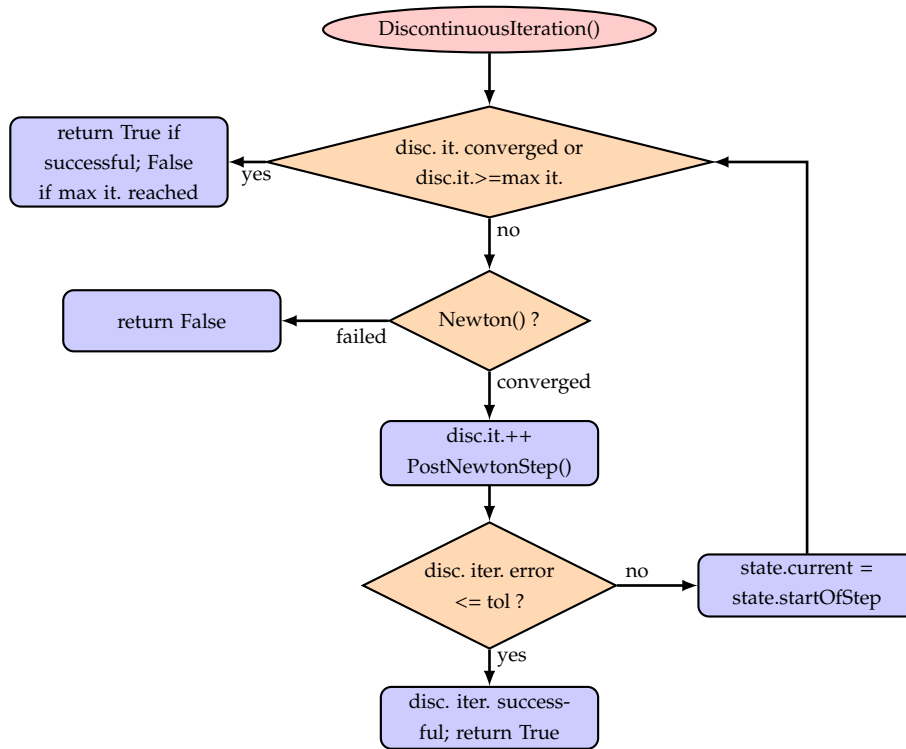 DiscontinuousIteration()
disc. it. converged or
disc.it.>=max it.
yes
return True if
successful; False
if max it. reached
no
Newton() ?
failed
return False
converged
disc.it.++
PostNewtonStep()
disc. iter. error
<= tol ?
no
state.current =
state.startOfStep
yes
disc. iter. success-
ful; return True